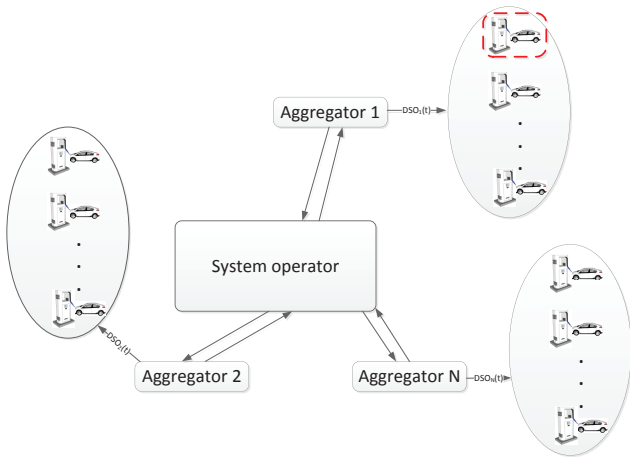 Aggregator 1
DSO₁(t)
System operator
DSO₂(t)
Aggregator 2
Aggregator N
DSOₙ(t)